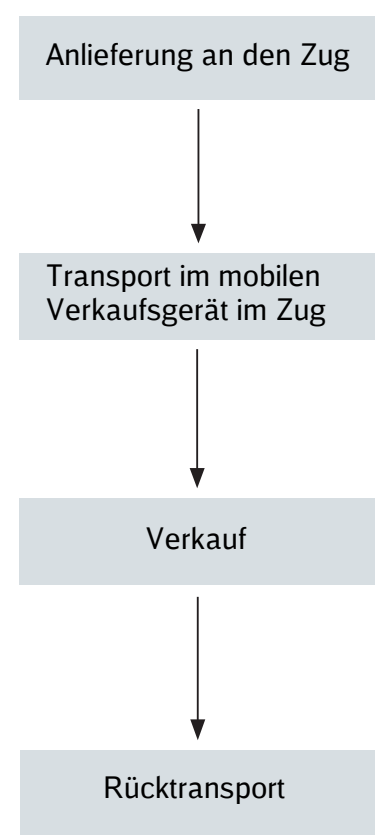 Anlieferung an den Zug
Transport im mobilen
Verkaufsgerät im Zug
Verkauf
Rücktransport